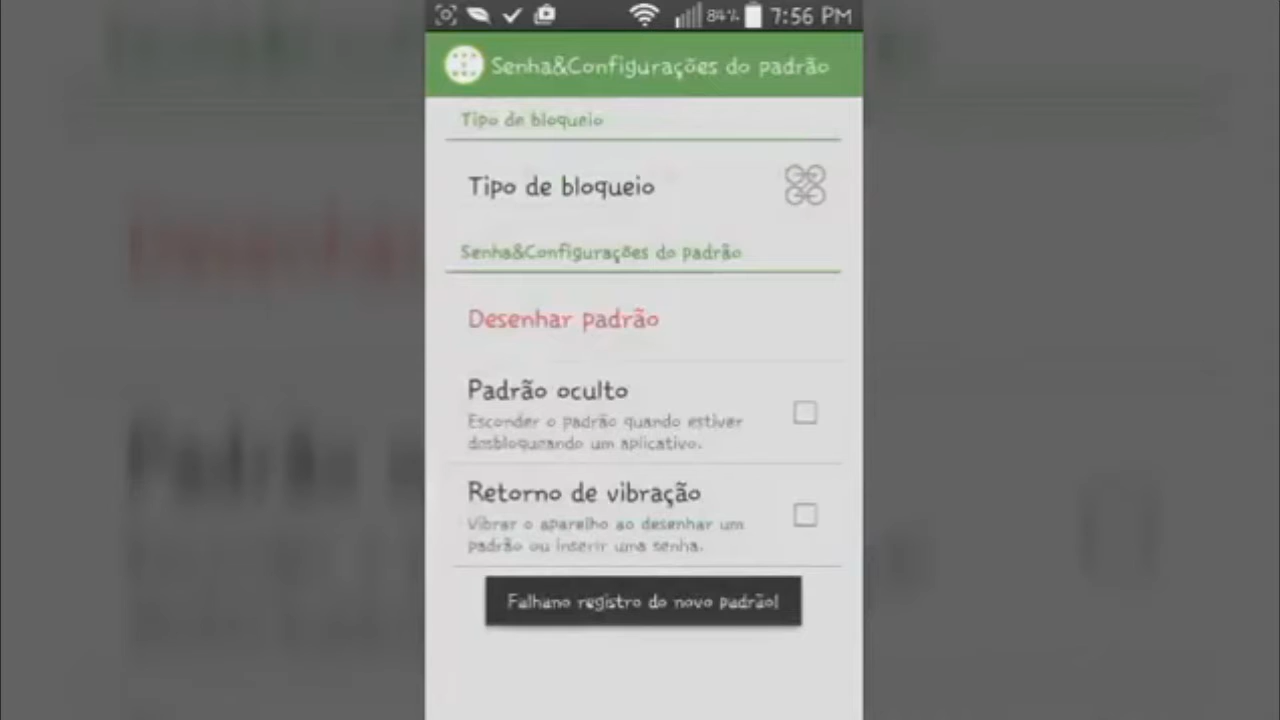 84% 7:56 PM
Senha&Configurações do padrão
Tipo de bloqueio
Tipo de bloqueio
Senha&Configurações do padrão
Desenhar padrão
Padrão oculto
Esconder o padrão quando estiver
desbloqueando um aplicativo.
Retorno de vibração
Vibrar o aparelho ao desenhar um
padrão ou inserir uma senha.
Falhano registro do novo padrão!